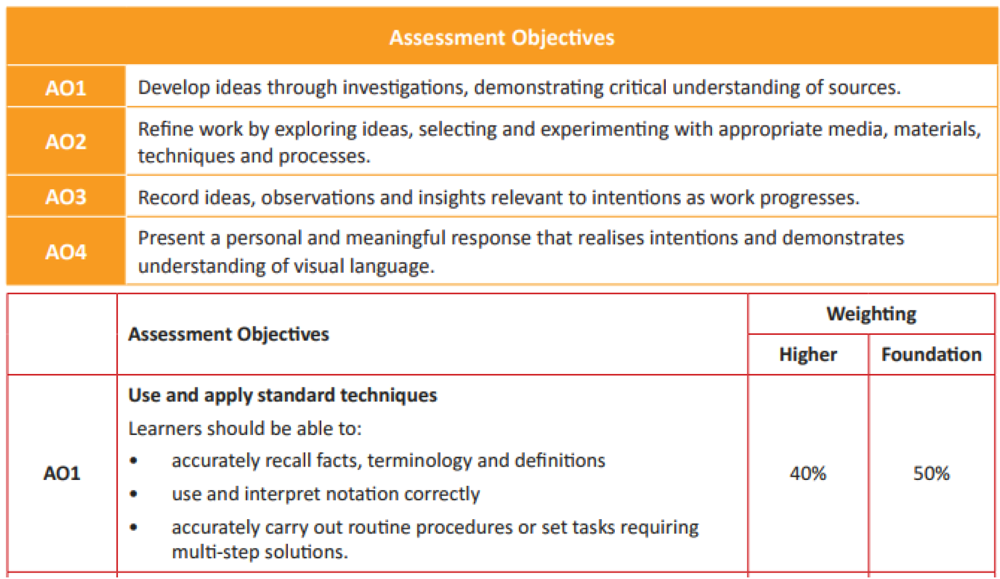 Assessment Objectives
AO1
Develop ideas through investigations, demonstrating critical understanding of sources.
AO2
Refine work by exploring ideas, selecting and experimenting with appropriate media, materials,
techniques and processes.
AO3
Record ideas, observations and insights relevant to intentions as work progresses.
AO4
Present a personal and meaningful response that realises intentions and demonstrates
understanding of visual language.
Assessment Objectives
Weighting
Higher
Foundation
AO1
Use and apply standard techniques
Learners should be able to:
• accurately recall facts, terminology and definitions
• use and interpret notation correctly
• accurately carry out routine procedures or set tasks requiring
multi-step solutions.
40%
50%